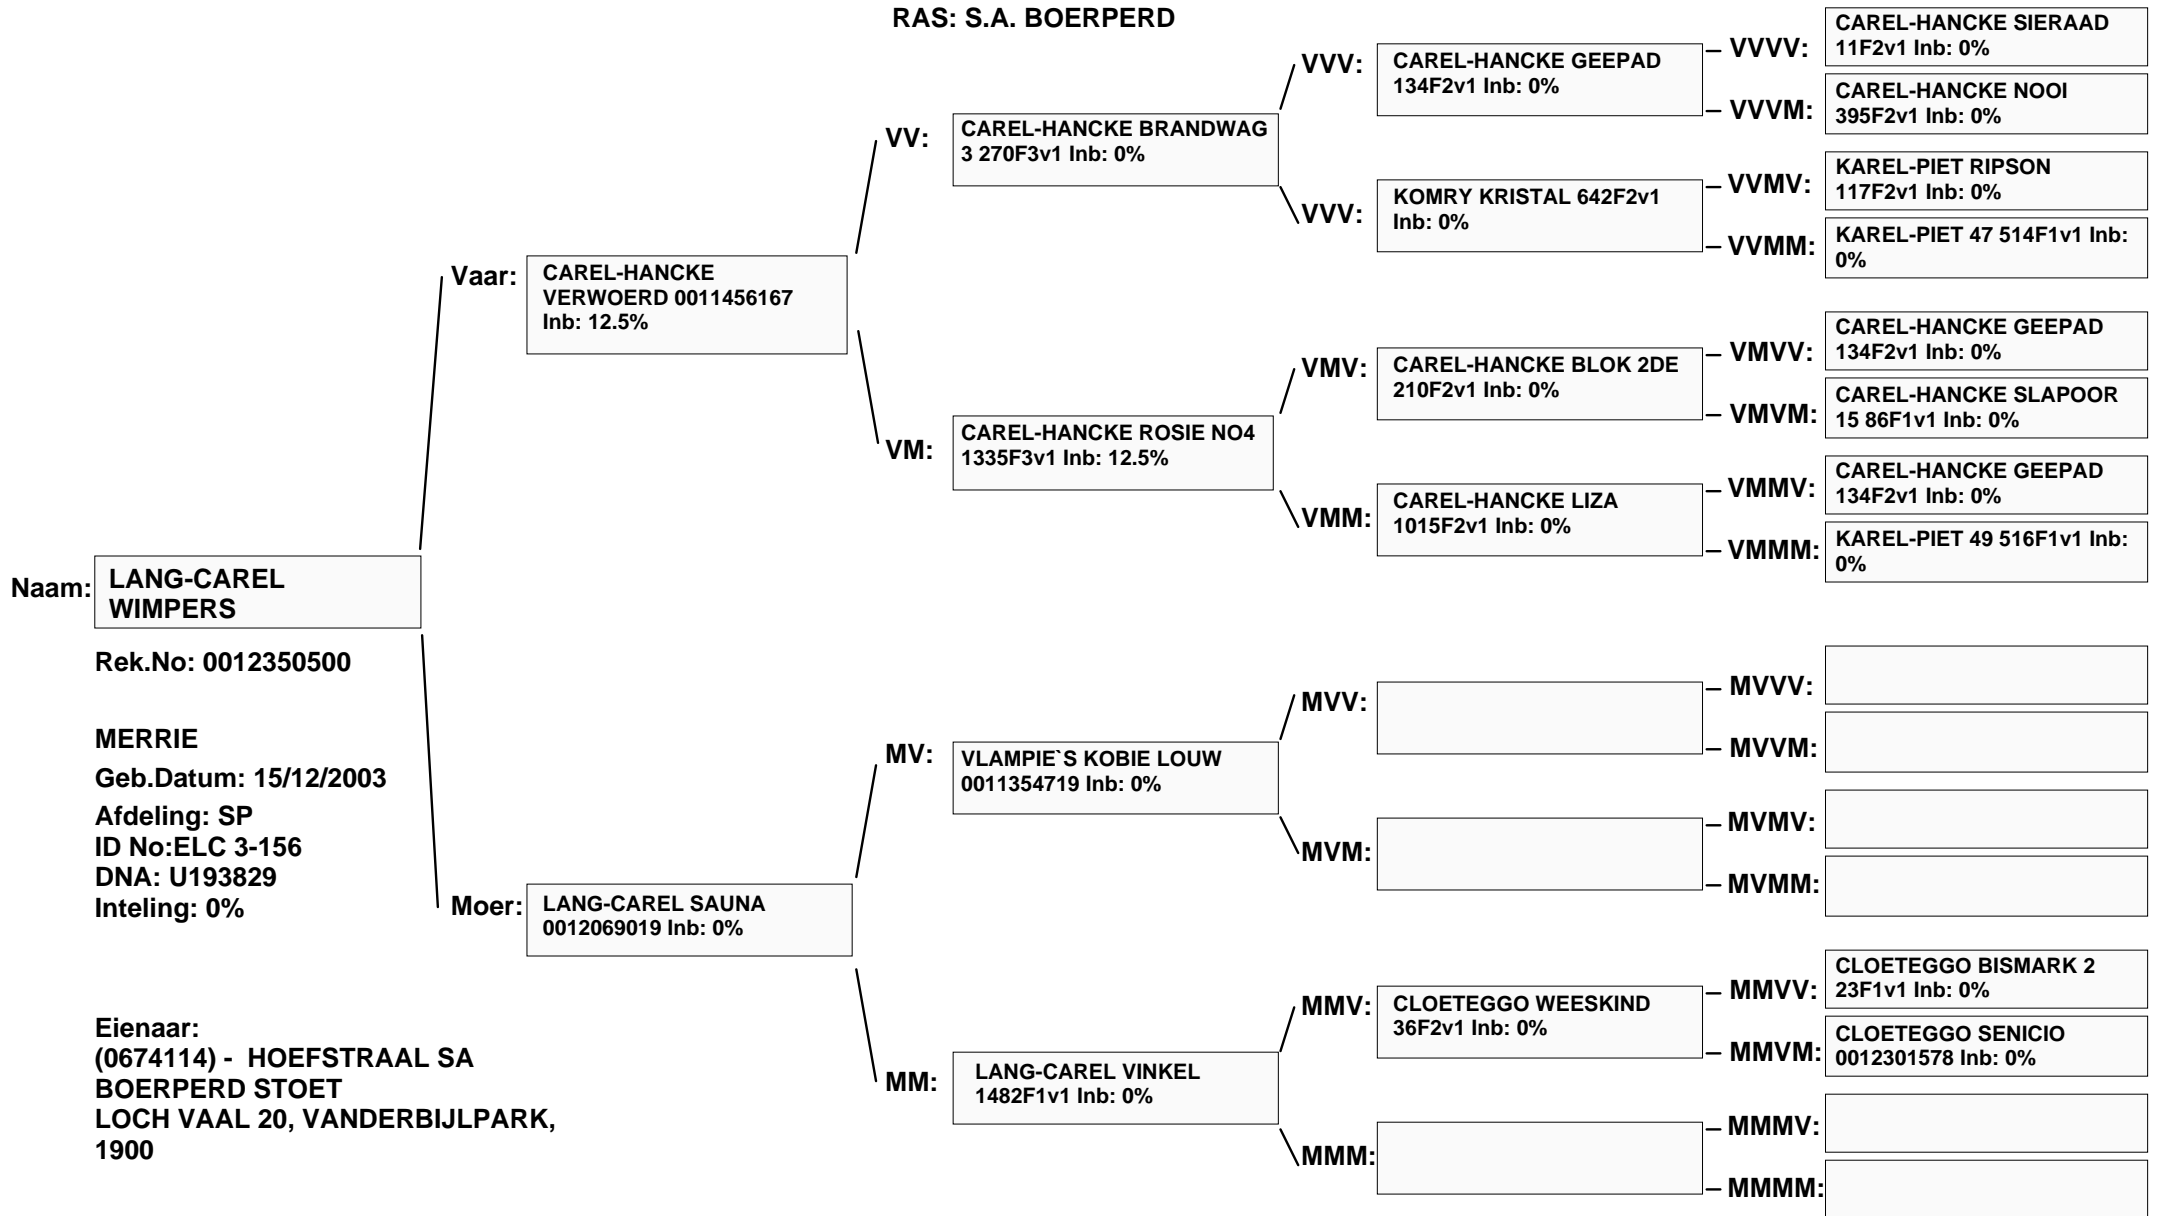 RAS: S.A. BOERPERD
Naam:
LANG-CAREL
WIMPERS
Rek.No: 0012350500
MERRIE
Geb.Datum: 15/12/2003
Afdeling: SP
ID No:ELC 3-156
DNA: U193829
Inteling: 0%
Eienaar:
(0674114) - HOEFSTRAAL SA
BOERPERD STOET
LOCH VAAL 20, VANDERBIJLPARK,
1900
Vaar:
CAREL-HANCKE
VERWOERD 0011456167
Inb: 12.5%
Moer:
LANG-CAREL SAUNA
0012069019 Inb: 0%
VV:
CAREL-HANCKE BRANDWAG
3 270F3v1 Inb: 0%
VM:
CAREL-HANCKE ROSIE NO4
1335F3v1 Inb: 12.5%
MV:
VLAMPIE`S KOBIE LOUW
0011354719 Inb: 0%
MM:
LANG-CAREL VINKEL
1482F1v1 Inb: 0%
VVV:
CAREL-HANCKE GEEPAD
134F2v1 Inb: 0%
VVV:
KOMRY KRISTAL 642F2v1
Inb: 0%
VMV:
CAREL-HANCKE BLOK 2DE
210F2v1 Inb: 0%
VMM:
CAREL-HANCKE LIZA
1015F2v1 Inb: 0%
MVV:
MVM:
MMV:
CLOETEGGO WEESKIND
36F2v1 Inb: 0%
MMM:
VVVV:
CAREL-HANCKE SIERAAD
11F2v1 Inb: 0%
VVVM:
CAREL-HANCKE NOOI
395F2v1 Inb: 0%
VVMV:
KAREL-PIET RIPSON
117F2v1 Inb: 0%
VVMM:
KAREL-PIET 47 514F1v1 Inb:
0%
VMVV:
CAREL-HANCKE GEEPAD
134F2v1 Inb: 0%
VMVM:
CAREL-HANCKE SLAPOOR
15 86F1v1 Inb: 0%
VMMV:
CAREL-HANCKE GEEPAD
134F2v1 Inb: 0%
VMMM:
KAREL-PIET 49 516F1v1 Inb:
0%
MVVV:
MVVM:
MVMV:
MVMM:
MMVV:
CLOETEGGO BISMARK 2
23F1v1 Inb: 0%
MMVM:
CLOETEGGO SENICIO
0012301578 Inb: 0%
MMMV:
MMMM: